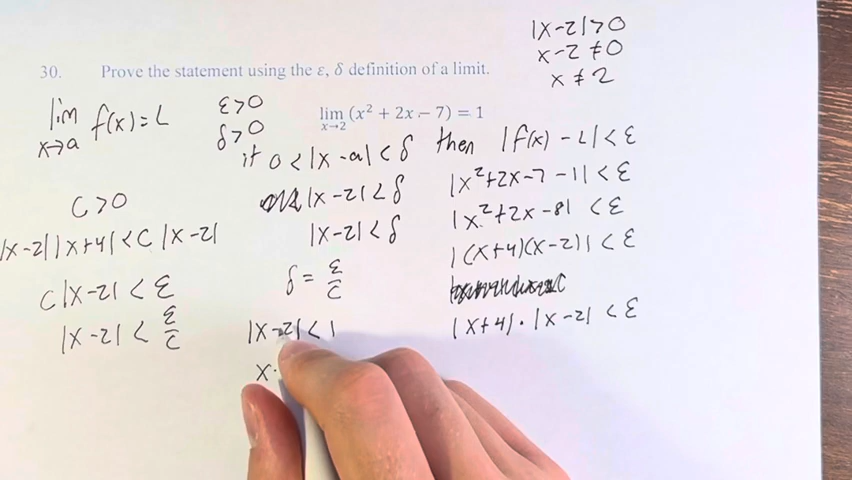 |x-2|>0
x-2≠0
x≠2
30. Prove the statement using the ε, δ definition of a limit.
lim x→2 (x² + 2x − 7) = 1
lim x→a f(x)=L
ε>0
δ>0
if 0<|x-a|<δ then |f(x)-L|<ε
|x-2|<δ
|x-2|<δ
|x²+2x-7-1|<ε
|x²+2x-8|<ε
|(x+4)(x-2)|<ε
|x+4|·|x-2|<ε
C>0
|x-2||x+4|<C|x-2|
C|x-2|<ε
|x-2|<ε/C
δ=ε/C
|x-2|<1
x-